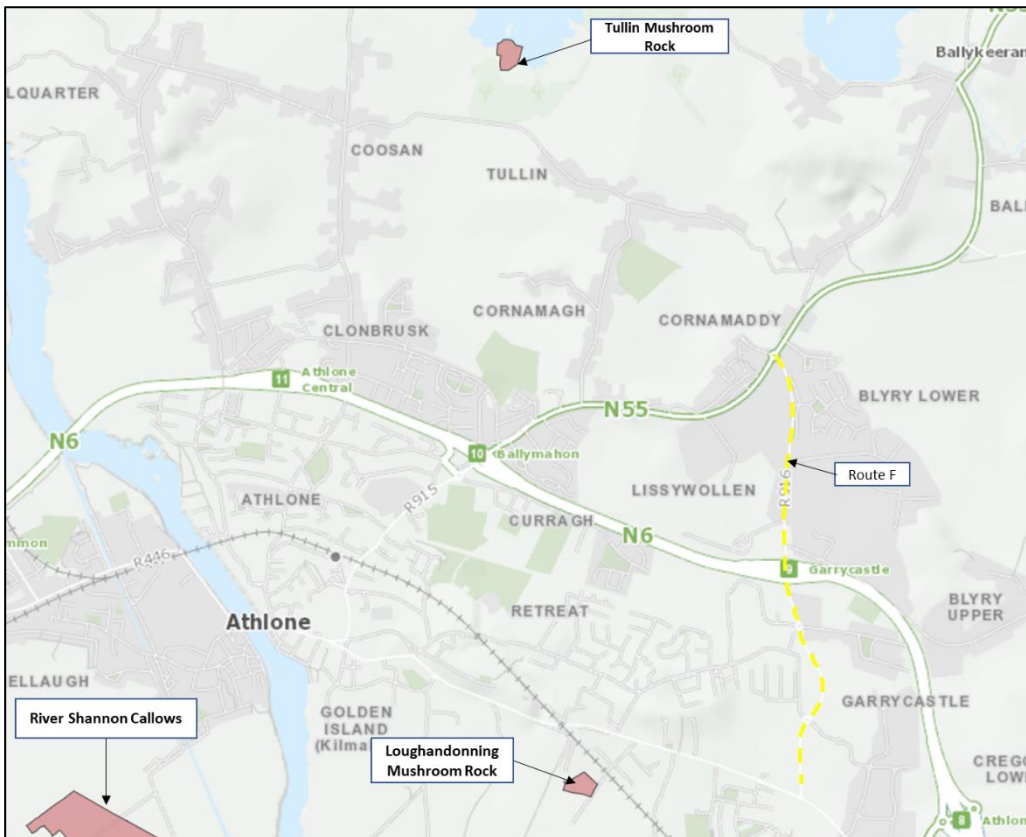 N55
Tullin Mushroom
Rock
Ballykeeran
LQUARTER
COOSAN
TULLIN
BALL
CORNAMAGH
CORNAMADDY
CLONBRUSK
11 Athlone
Central
BLYRY LOWER
N55
N6
10 Ballymahon
Route F
LISSYWOLLEN
R916
ATHLONE
R915
CURRAGH
N6
mmon
R446
9 Garrycastle
RETREAT
BLYRY
UPPER
Athlone
ELLAUGH
GARRYCASTLE
River Shannon Callows
GOLDEN
ISLAND
(Kilma
Loughandonning
Mushroom Rock
CREGG
LOWE
8 Athlon